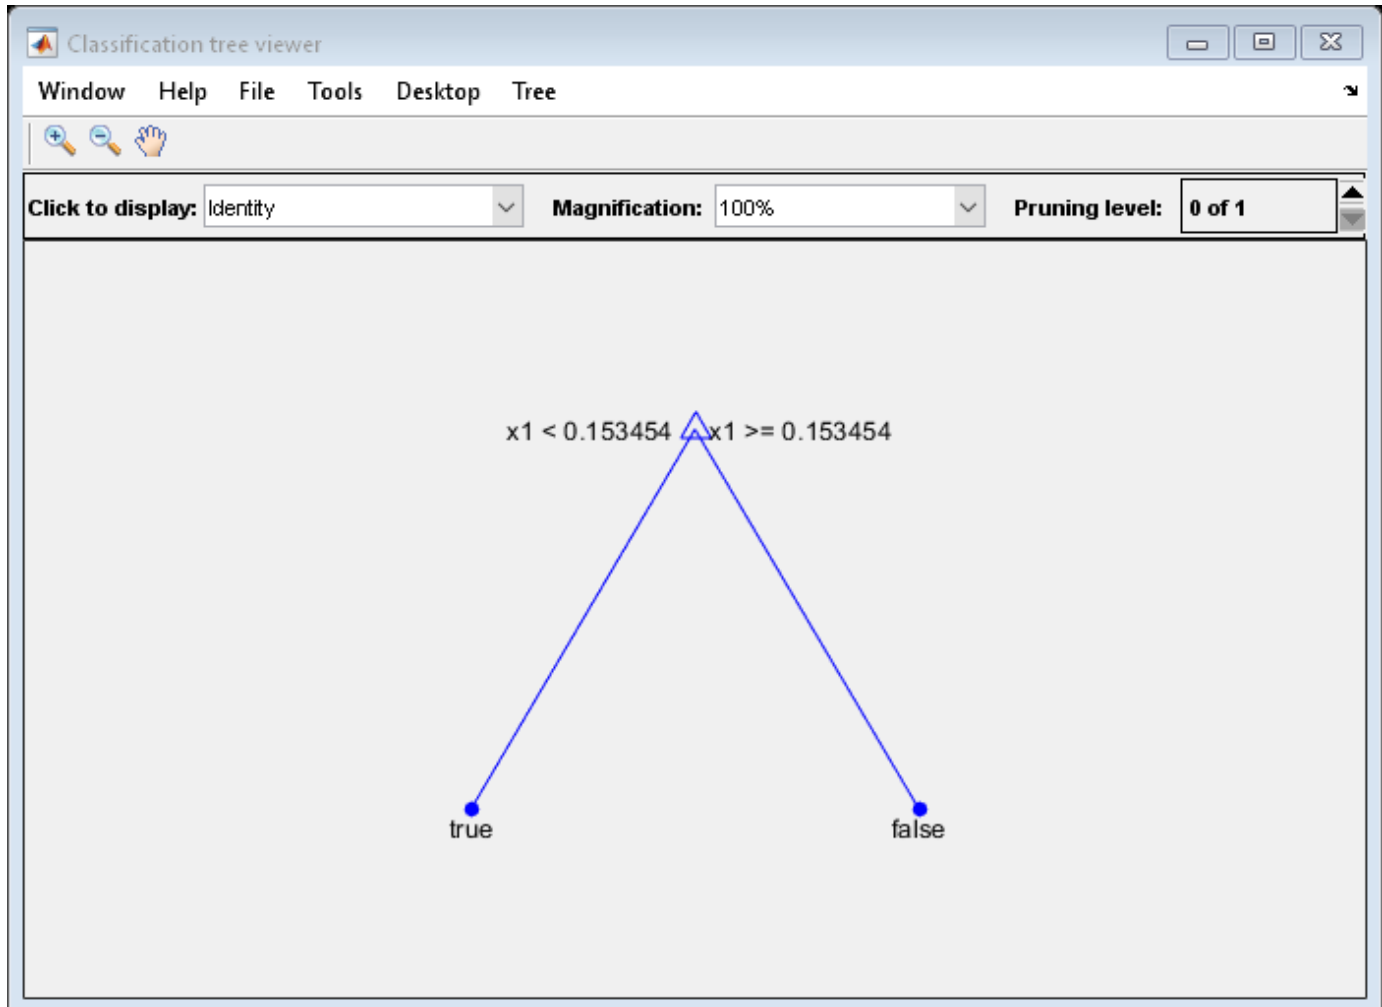 Classification tree viewer
Window Help File Tools Desktop Tree
Click to display: Identity Magnification: 100% Pruning level: 0 of 1
x1 < 0.153454 x1 >= 0.153454
true false